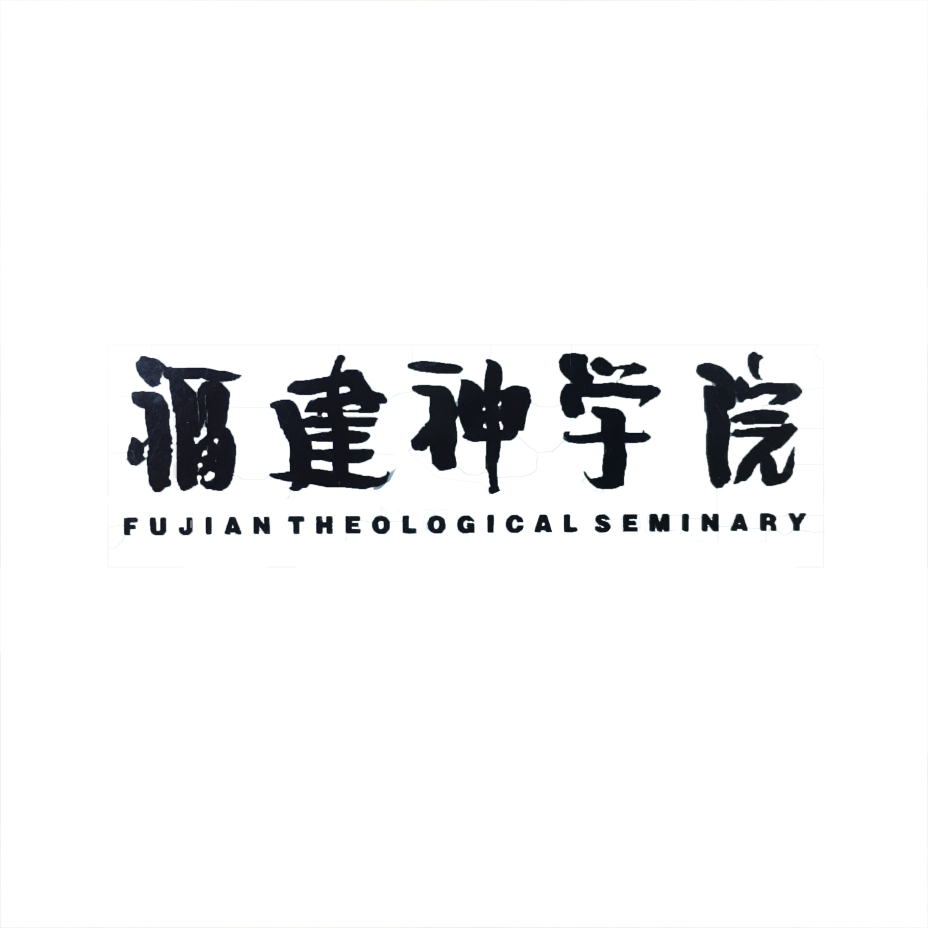 福建神学院
FUJIAN THEOLOGICAL SEMINARY